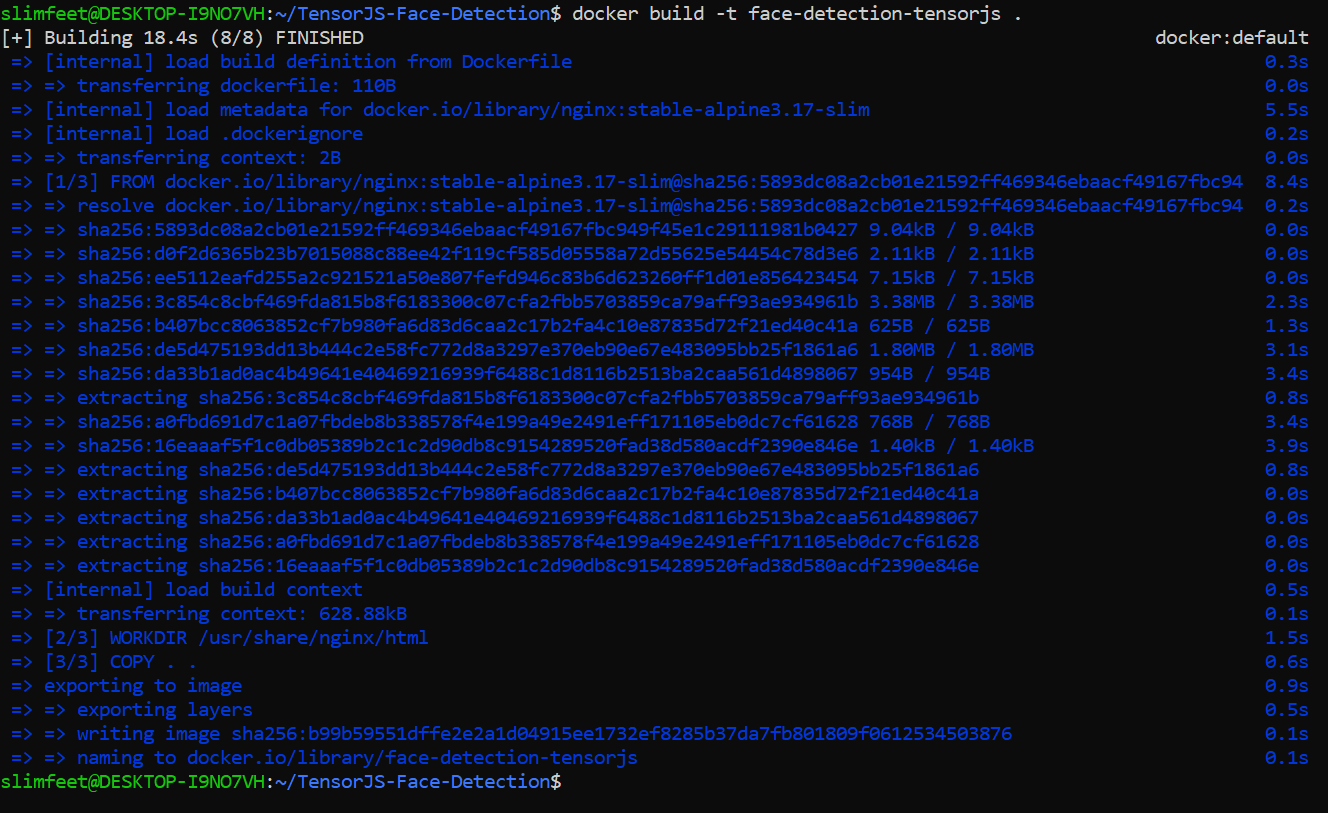 slimfeet@DESKTOP-I9NO7VH:~/TensorJS-Face-Detection$ docker build -t face-detection-tensorjs .
[+] Building 18.4s (8/8) FINISHED docker:default
=> [internal] load build definition from Dockerfile 0.3s
=> => transferring dockerfile: 110B 0.0s
=> [internal] load metadata for docker.io/library/nginx:stable-alpine3.17-slim 5.5s
=> [internal] load .dockerignore 0.2s
=> => transferring context: 2B 0.0s
=> [1/3] FROM docker.io/library/nginx:stable-alpine3.17-slim@sha256:5893dc08a2cb01e21592ff469346ebaacf49167fbc94 8.4s
=> => resolve docker.io/library/nginx:stable-alpine3.17-slim@sha256:5893dc08a2cb01e21592ff469346ebaacf49167fbc94 0.2s
=> => sha256:5893dc08a2cb01e21592ff469346ebaacf49167fbc949f45e1c29111981b0427 9.04kB / 9.04kB 0.0s
=> => sha256:d0f2d6365b23b7015088c88ee42f119cf585d05558a72d55625e54454c78d3e6 2.11kB / 2.11kB 0.0s
=> => sha256:ee5112eafd255a2c921521a50e807fefd946c83b6d623260ff1d01e856423454 7.15kB / 7.15kB 0.0s
=> => sha256:3c854c8cbf469fda815b8f6183300c07cfa2fbb5703859ca79aff93ae934961b 3.38MB / 3.38MB 2.3s
=> => sha256:b407bcc8063852cf7b980fa6d83d6caa2c17b2fa4c10e87835d72f21ed40c41a 625B / 625B 1.3s
=> => sha256:de5d475193dd13b444c2e58fc772d8a3297e370eb90e67e483095bb25f1861a6 1.80MB / 1.80MB 3.1s
=> => sha256:da33b1ad0ac4b49641e40469216939f6488c1d8116b2513ba2caa561d4898067 954B / 954B 3.4s
=> => extracting sha256:3c854c8cbf469fda815b8f6183300c07cfa2fbb5703859ca79aff93ae934961b 0.8s
=> => sha256:a0fbd691d7c1a07fbdeb8b338578f4e199a49e2491eff171105eb0dc7cf61628 768B / 768B 3.4s
=> => sha256:16eaaaf5f1c0db05389b2c1c2d90db8c9154289520fad38d580acdf2390e846e 1.40kB / 1.40kB 3.9s
=> => extracting sha256:de5d475193dd13b444c2e58fc772d8a3297e370eb90e67e483095bb25f1861a6 0.8s
=> => extracting sha256:b407bcc8063852cf7b980fa6d83d6caa2c17b2fa4c10e87835d72f21ed40c41a 0.0s
=> => extracting sha256:da33b1ad0ac4b49641e40469216939f6488c1d8116b2513ba2caa561d4898067 0.0s
=> => extracting sha256:a0fbd691d7c1a07fbdeb8b338578f4e199a49e2491eff171105eb0dc7cf61628 0.0s
=> => extracting sha256:16eaaaf5f1c0db05389b2c1c2d90db8c9154289520fad38d580acdf2390e846e 0.0s
=> [internal] load build context 0.5s
=> => transferring context: 628.88kB 0.1s
=> [2/3] WORKDIR /usr/share/nginx/html 1.5s
=> [3/3] COPY . . 0.6s
=> exporting to image 0.9s
=> => exporting layers 0.5s
=> => writing image sha256:b99b59551dffe2e2a1d04915ee1732ef8285b37da7fb801809f0612534503876 0.1s
=> => naming to docker.io/library/face-detection-tensorjs 0.1s
slimfeet@DESKTOP-I9NO7VH:~/TensorJS-Face-Detection$